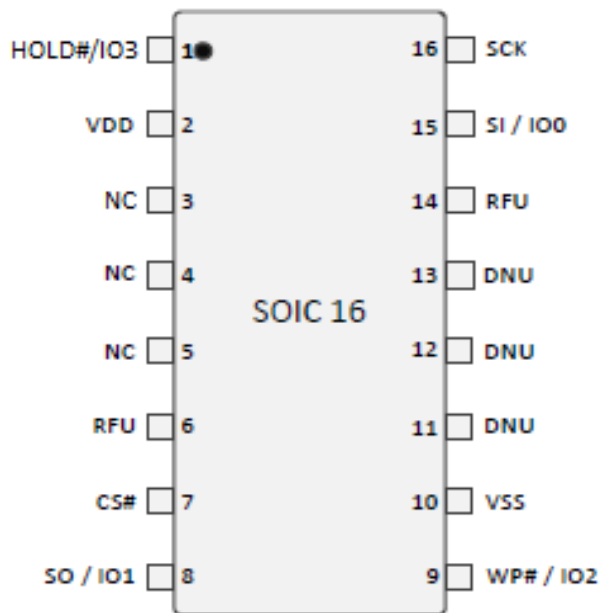 HOLD#/IO3 1 16 SCK
VDD 2 15 SI / IO0
NC 3 14 RFU
NC 4 13 DNU
SOIC 16
NC 5 12 DNU
RFU 6 11 DNU
CS# 7 10 VSS
SO / IO1 8 9 WP# / IO2